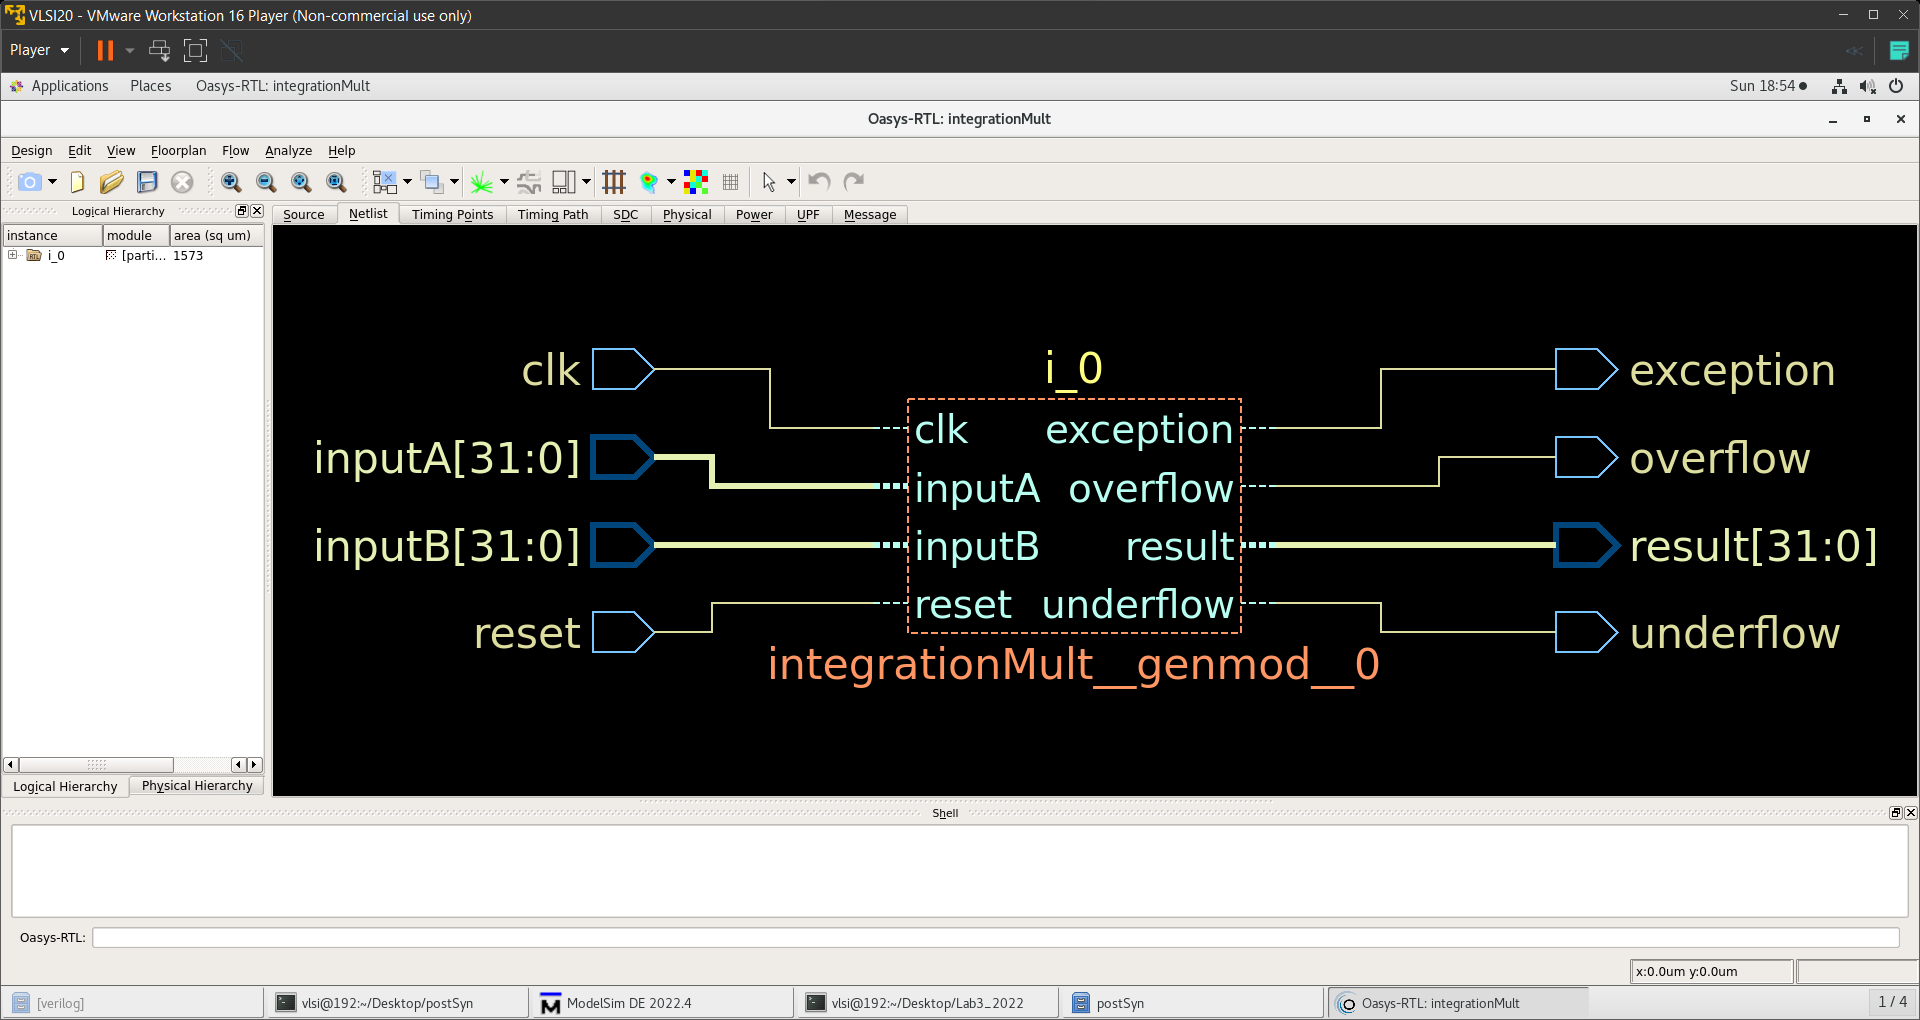 VLSI20 - VMware Workstation 16 Player (Non-commercial use only)
Player
Applications Places Oasys-RTL: integrationMult Sun 18:54
Oasys-RTL: integrationMult
Design Edit View Floorplan Flow Analyze Help
Logical Hierarchy
Source Netlist Timing Points Timing Path SDC Physical Power UPF Message
instance module area (sq um)
RTL i_0 [parti... 1573
i_0
clk clk exception exception
inputA[31:0] inputA overflow overflow
inputB[31:0] inputB result result[31:0]
reset reset underflow underflow
integrationMult__genmod__0
Logical Hierarchy Physical Hierarchy
Shell
Oasys-RTL:
x:0.0um y:0.0um
[verilog] vlsi@192:~/Desktop/postSyn ModelSim DE 2022.4 vlsi@192:~/Desktop/Lab3_2022 postSyn Oasys-RTL: integrationMult 1 / 4